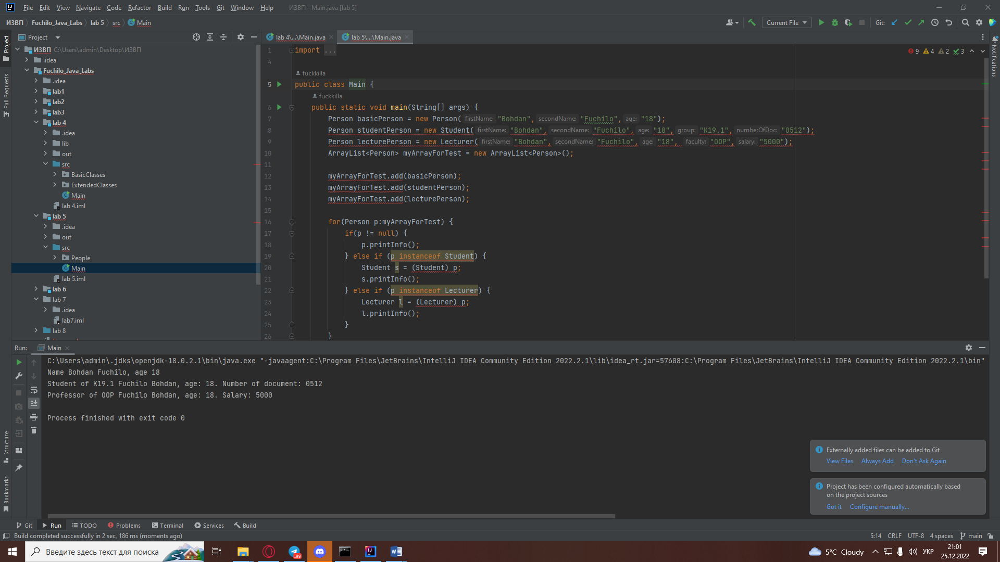 File Edit View Navigate Code Refactor Build Run Tools Git Window Help ИЗВП - Main.java [lab 5]
ИЗВП Fuchilo_Java_Labs lab 5 src Main Current File Git:
Project
lab 4\...\Main.java
lab 5\...\Main.java
ИЗВП C:\Users\admin\Desktop\ИЗВП
.idea
Fuchilo_Java_Labs
.idea
lab1
lab2
lab3
lab 4
.idea
lib
out
src
BasicClasses
ExtendedClasses
Main
lab 4.iml
lab 5
.idea
out
src
People
Main
lab 5.iml
lab 6
lab 7
.idea
lab7.iml
lab 8
Project
Pull Requests
Structure
Bookmarks
Notifications
9 4 2 3
1 import ...
4
fuckkilla
5 public class Main {
fuckkilla
6 public static void main(String[] args) {
7 Person basicPerson = new Person( firstName: "Bohdan", secondName: "Fuchilo", age: "18");
8 Person studentPerson = new Student( firstName: "Bohdan", secondName: "Fuchilo", age: "18", group: "K19.1", numberOfDoc: "0512");
9 Person lecturePerson = new Lecturer( firstName: "Bohdan", secondName: "Fuchilo", age: "18", faculty: "OOP", salary: "5000");
10 ArrayList<Person> myArrayForTest = new ArrayList<Person>();
11
12 myArrayForTest.add(basicPerson);
13 myArrayForTest.add(studentPerson);
14 myArrayForTest.add(lecturePerson);
15
16 for(Person p:myArrayForTest) {
17 if(p != null) {
18 p.printInfo();
19 } else if (p instanceof Student) {
20 Student s = (Student) p;
21 s.printInfo();
22 } else if (p instanceof Lecturer) {
23 Lecturer l = (Lecturer) p;
24 l.printInfo();
25 }
26 }
Run: Main
C:\Users\admin\.jdks\openjdk-18.0.2.1\bin\java.exe "-javaagent:C:\Program Files\JetBrains\IntelliJ IDEA Community Edition 2022.2.1\lib\idea_rt.jar=57608:C:\Program Files\JetBrains\IntelliJ IDEA Community Edition 2022.2.1\bin"
Name Bohdan Fuchilo, age 18
Student of K19.1 Fuchilo Bohdan, age: 18. Number of document: 0512
Professor of OOP Fuchilo Bohdan, age: 18. Salary: 5000
Process finished with exit code 0
Externally added files can be added to Git
View Files Always Add Don't Ask Again
Project has been configured automatically based
on the project sources
Got it Configure manually...
Git Run TODO Problems Terminal Services Build
Build completed successfully in 2 sec, 186 ms (moments ago) 5:14 CRLF UTF-8 4 spaces main
Введите здесь текст для поиска
99
5°C Cloudy
УКР
21:01
25.12.2022